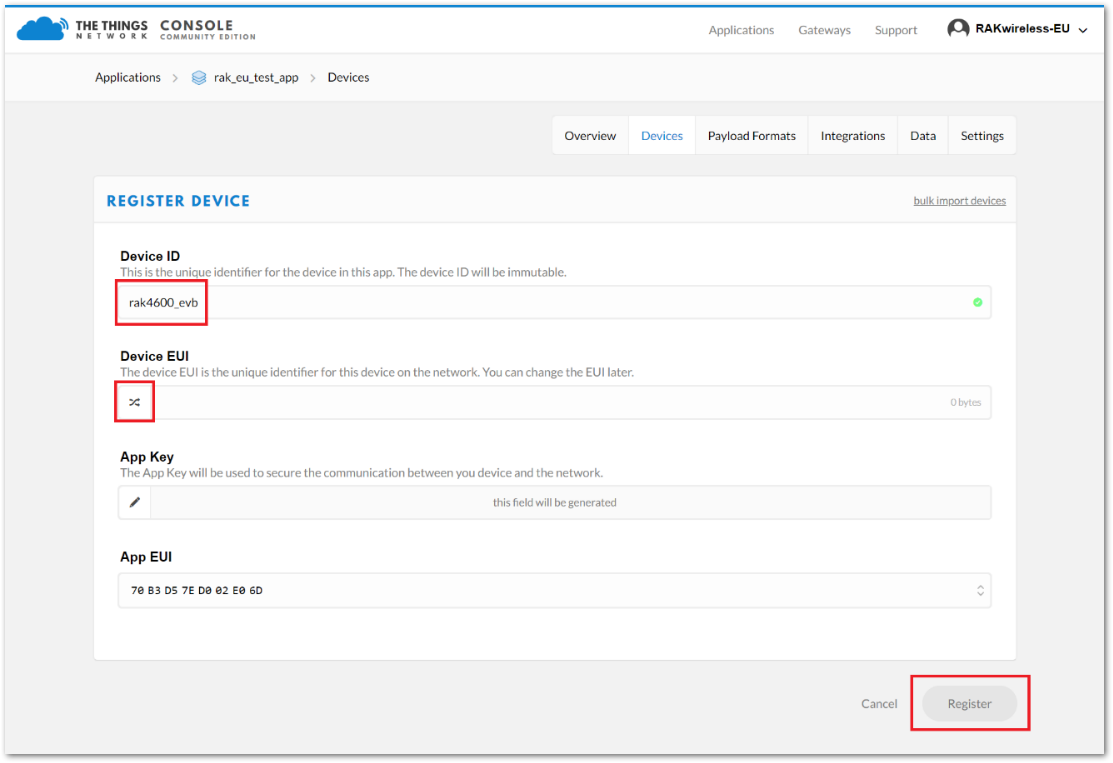 THE THINGS NETWORK
CONSOLE COMMUNITY EDITION
Applications Gateways Support RAKwireless-EU
Applications rak_eu_test_app Devices
Overview Devices Payload Formats Integrations Data Settings
REGISTER DEVICE bulk import devices
Device ID
This is the unique identifier for the device in this app. The device ID will be immutable.
rak4600_evb
Device EUI
The device EUI is the unique identifier for this device on the network. You can change the EUI later.
0 bytes
App Key
The App Key will be used to secure the communication between you device and the network.
this field will be generated
App EUI
70 B3 D5 7E D0 02 E0 6D
Cancel Register